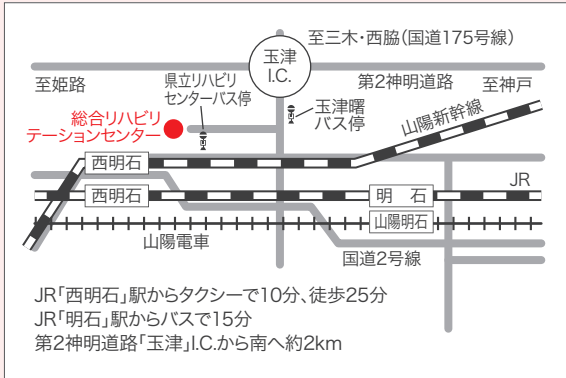 至三木・西脇(国道175号線)
玉津
I.C.
至姫路
県立リハビリ
センターバス停
第2神明道路
至神戸
総合リハビリ
テーションセンター
玉津曙
バス停
山陽新幹線
西明石
JR
西明石
明 石
山陽明石
山陽電車
国道2号線
JR「西明石」駅からタクシーで10分、徒歩25分
JR「明石」駅からバスで15分
第2神明道路「玉津」I.C.から南へ約2km